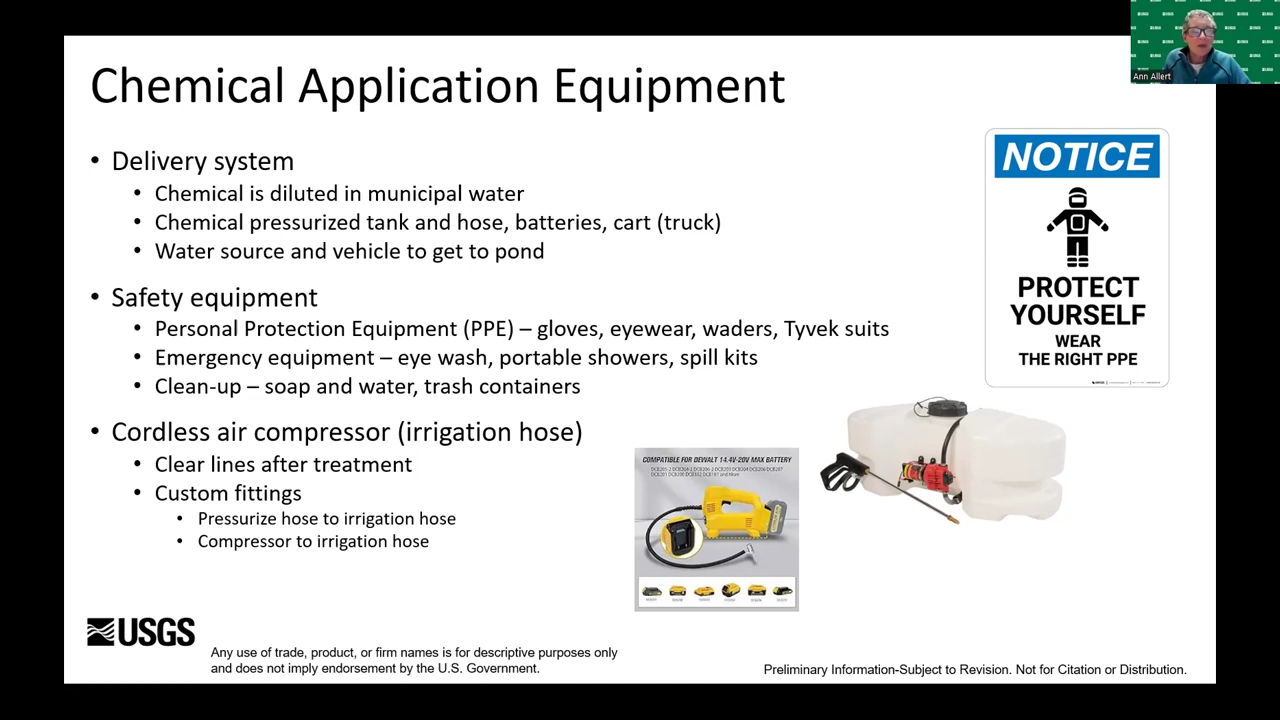 Chemical Application Equipment
Ann Allert
• Delivery system
• Chemical is diluted in municipal water
• Chemical pressurized tank and hose, batteries, cart (truck)
• Water source and vehicle to get to pond
• Safety equipment
• Personal Protection Equipment (PPE) – gloves, eyewear, waders, Tyvek suits
• Emergency equipment – eye wash, portable showers, spill kits
• Clean-up – soap and water, trash containers
• Cordless air compressor (irrigation hose)
• Clear lines after treatment
• Custom fittings
• Pressurize hose to irrigation hose
• Compressor to irrigation hose
NOTICE
PROTECT
YOURSELF
WEAR
THE RIGHT PPE
COMPATIBLE FOR DEWALT 14.4V-20V MAX BATTERY
USGS
Any use of trade, product, or firm names is for descriptive purposes only
and does not imply endorsement by the U.S. Government.
Preliminary Information-Subject to Revision. Not for Citation or Distribution.